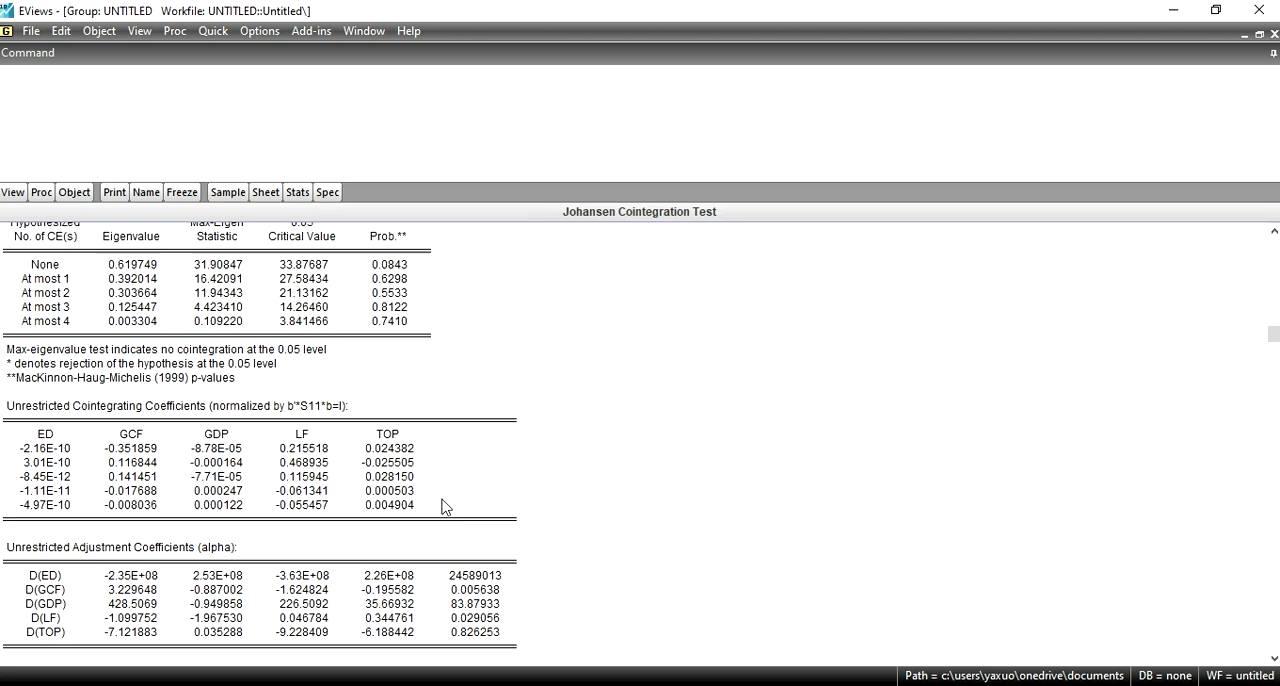 EViews - [Group: UNTITLED Workfile: UNTITLED::Untitled\]
File Edit Object View Proc Quick Options Add-ins Window Help
Command
View Proc Object Print Name Freeze Sample Sheet Stats Spec
Johansen Cointegration Test
Hypothesized Max-Eigen 0.05
No. of CE(s) Eigenvalue Statistic Critical Value Prob.**
None 0.619749 31.90847 33.87687 0.0843
At most 1 0.392014 16.42091 27.58434 0.6298
At most 2 0.303664 11.94343 21.13162 0.5533
At most 3 0.125447 4.423410 14.26460 0.8122
At most 4 0.003304 0.109220 3.841466 0.7410
Max-eigenvalue test indicates no cointegration at the 0.05 level
* denotes rejection of the hypothesis at the 0.05 level
**MacKinnon-Haug-Michelis (1999) p-values
Unrestricted Cointegrating Coefficients (normalized by b'*S11*b=I):
ED GCF GDP LF TOP
-2.16E-10 -0.351859 -8.78E-05 0.215518 0.024382
3.01E-10 0.116844 -0.000164 0.468935 -0.025505
-8.45E-12 0.141451 -7.71E-05 0.115945 0.028150
-1.11E-11 -0.017688 0.000247 -0.061341 0.000503
-4.97E-10 -0.008036 0.000122 -0.055457 0.004904
Unrestricted Adjustment Coefficients (alpha):
D(ED) -2.35E+08 2.53E+08 -3.63E+08 2.26E+08 24589013
D(GCF) 3.229648 -0.887002 -1.624824 -0.195582 0.005638
D(GDP) 428.5069 -0.949858 226.5092 35.66932 83.87933
D(LF) -1.099752 -1.967530 0.046784 0.344761 0.029056
D(TOP) -7.121883 0.035288 -9.228409 -6.188442 0.826253
Path = c:\users\yaxuo\onedrive\documents DB = none WF = untitled